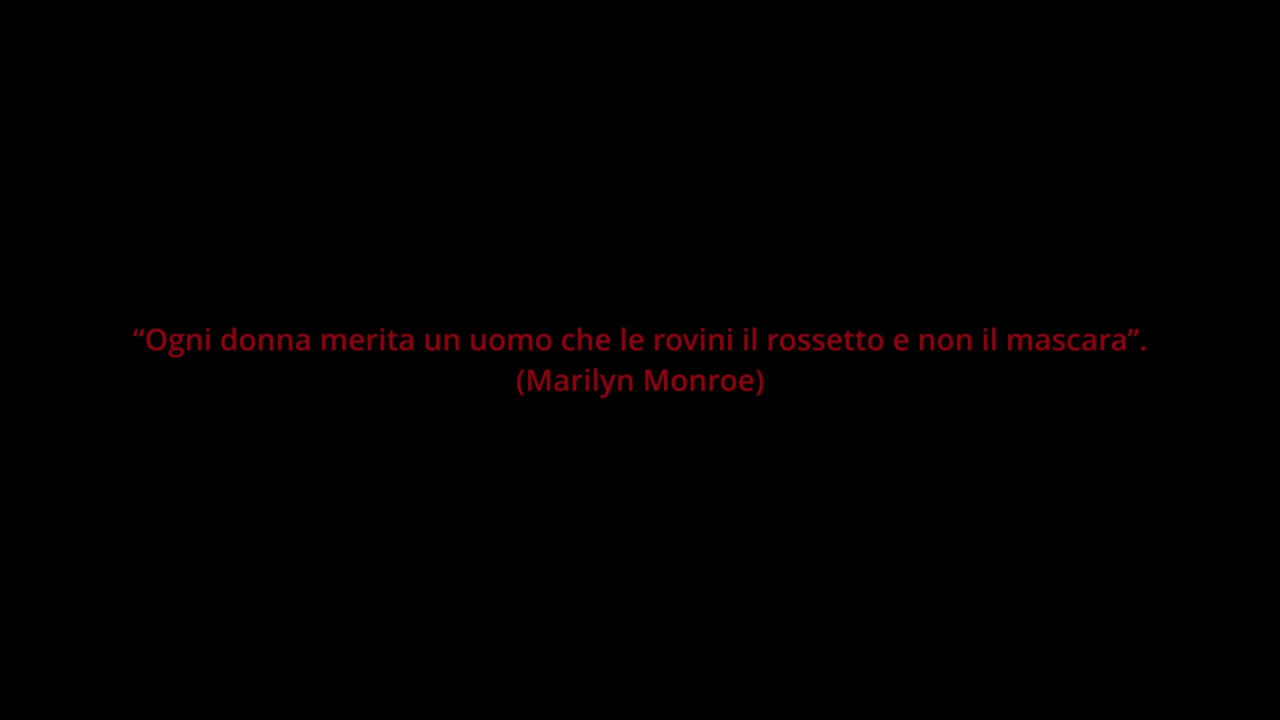 “Ogni donna merita un uomo che le rovini il rossetto e non il mascara”.
(Marilyn Monroe)